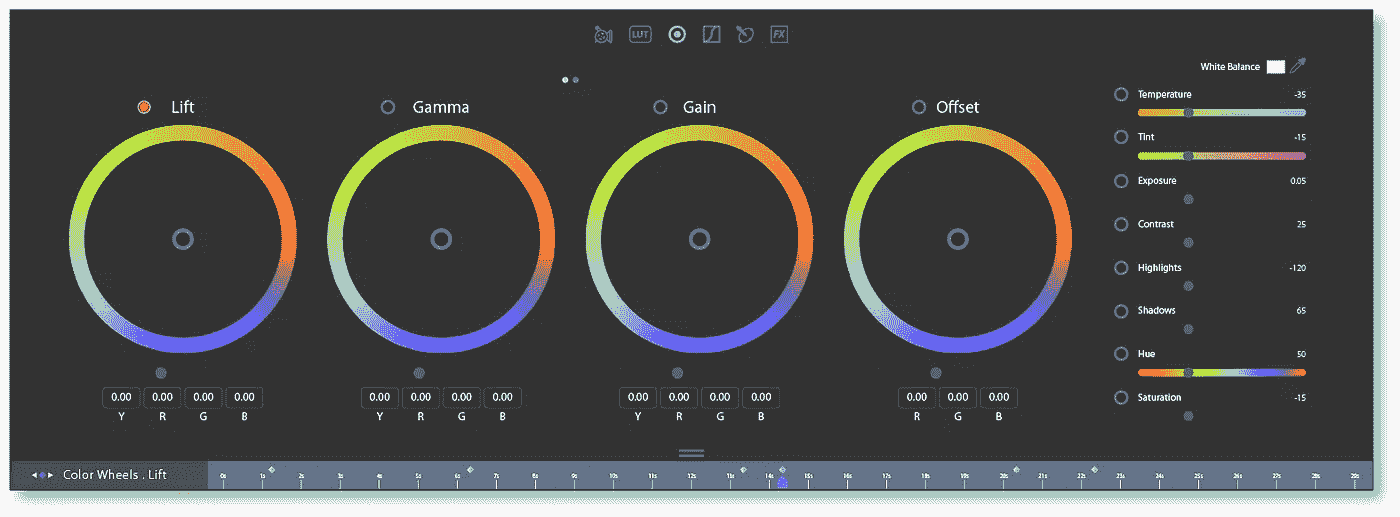 LUT
FX
White Balance
Lift
Gamma
Gain
Offset
Temperature -35
Tint -15
Exposure 0.05
Contrast 25
Highlights -120
Shadows 65
Hue 50
Saturation -15
0.00 0.00 0.00 0.00
Y R G B
0.00 0.00 0.00 0.00
Y R G B
0.00 0.00 0.00 0.00
Y R G B
0.00 0.00 0.00
R G B
Color Wheels . Lift
0s 1s 2s 3s 4s 5s 6s 7s 8s 9s 10s 11s 12s 13s 14s 15s 16s 17s 18s 19s 20s 21s 22s 23s 24s 25s 26s 27s 28s 29s